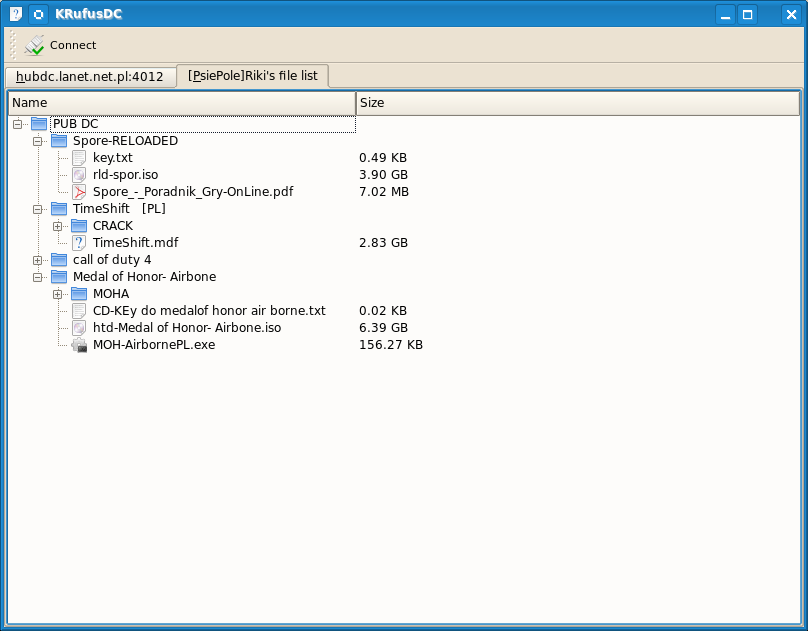 KRufusDC
Connect
hubdc.lanet.net.pl:4012 [PsiePole]Riki's file list
Name Size
PUB DC
Spore-RELOADED
key.txt 0.49 KB
rld-spor.iso 3.90 GB
Spore_-_Poradnik_Gry-OnLine.pdf 7.02 MB
TimeShift [PL]
CRACK
TimeShift.mdf 2.83 GB
call of duty 4
Medal of Honor- Airbone
MOHA
CD-KEy do medalof honor air borne.txt 0.02 KB
htd-Medal of Honor- Airbone.iso 6.39 GB
MOH-AirbornePL.exe 156.27 KB